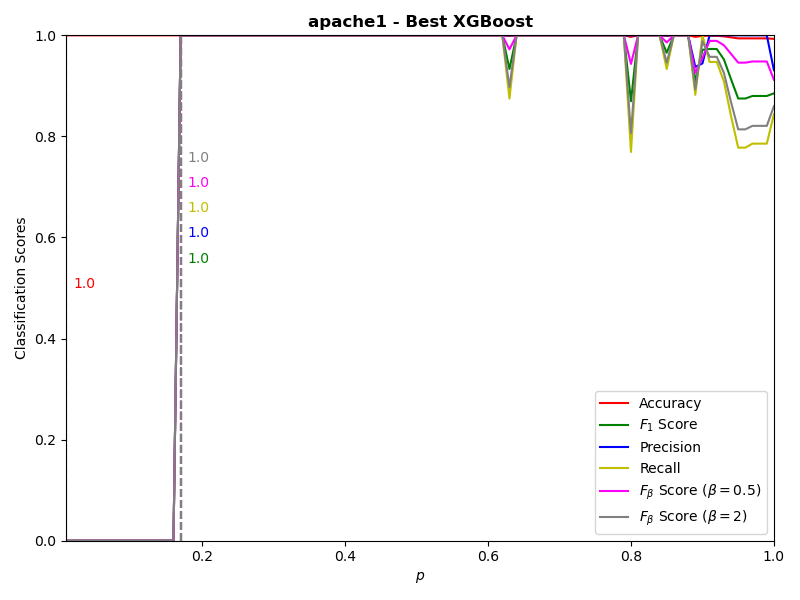 apache1 - Best XGBoost
Classification Scores
1.0
0.8
0.6
0.4
0.2
0.0
1.0
1.0
1.0
1.0
1.0
1.0
Accuracy
F₁ Score
Precision
Recall
Fᵦ Score (β = 0.5)
Fᵦ Score (β = 2)
0.2 0.4 0.6 0.8 1.0
p